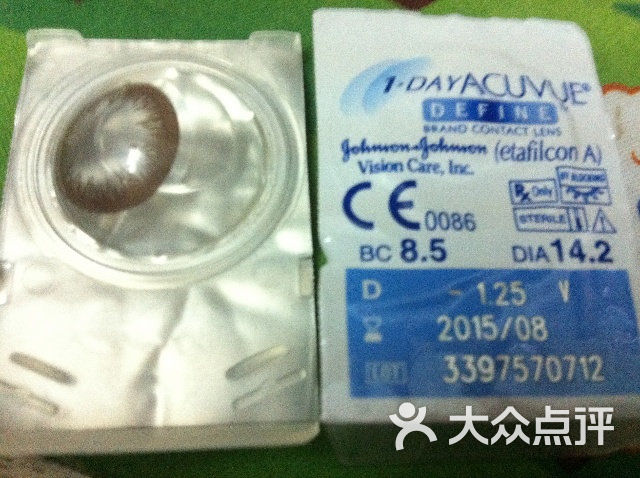 1-DAY ACUVUE®
DEFINE
BRAND CONTACT LENS
Johnson & Johnson (etafilcon A)
Vision Care, Inc.
CE 0086
Rx Only
STERILE
BC 8.5 DIA 14.2
D - 1.25 V
2015/08
LOT 3397570712
大众点评